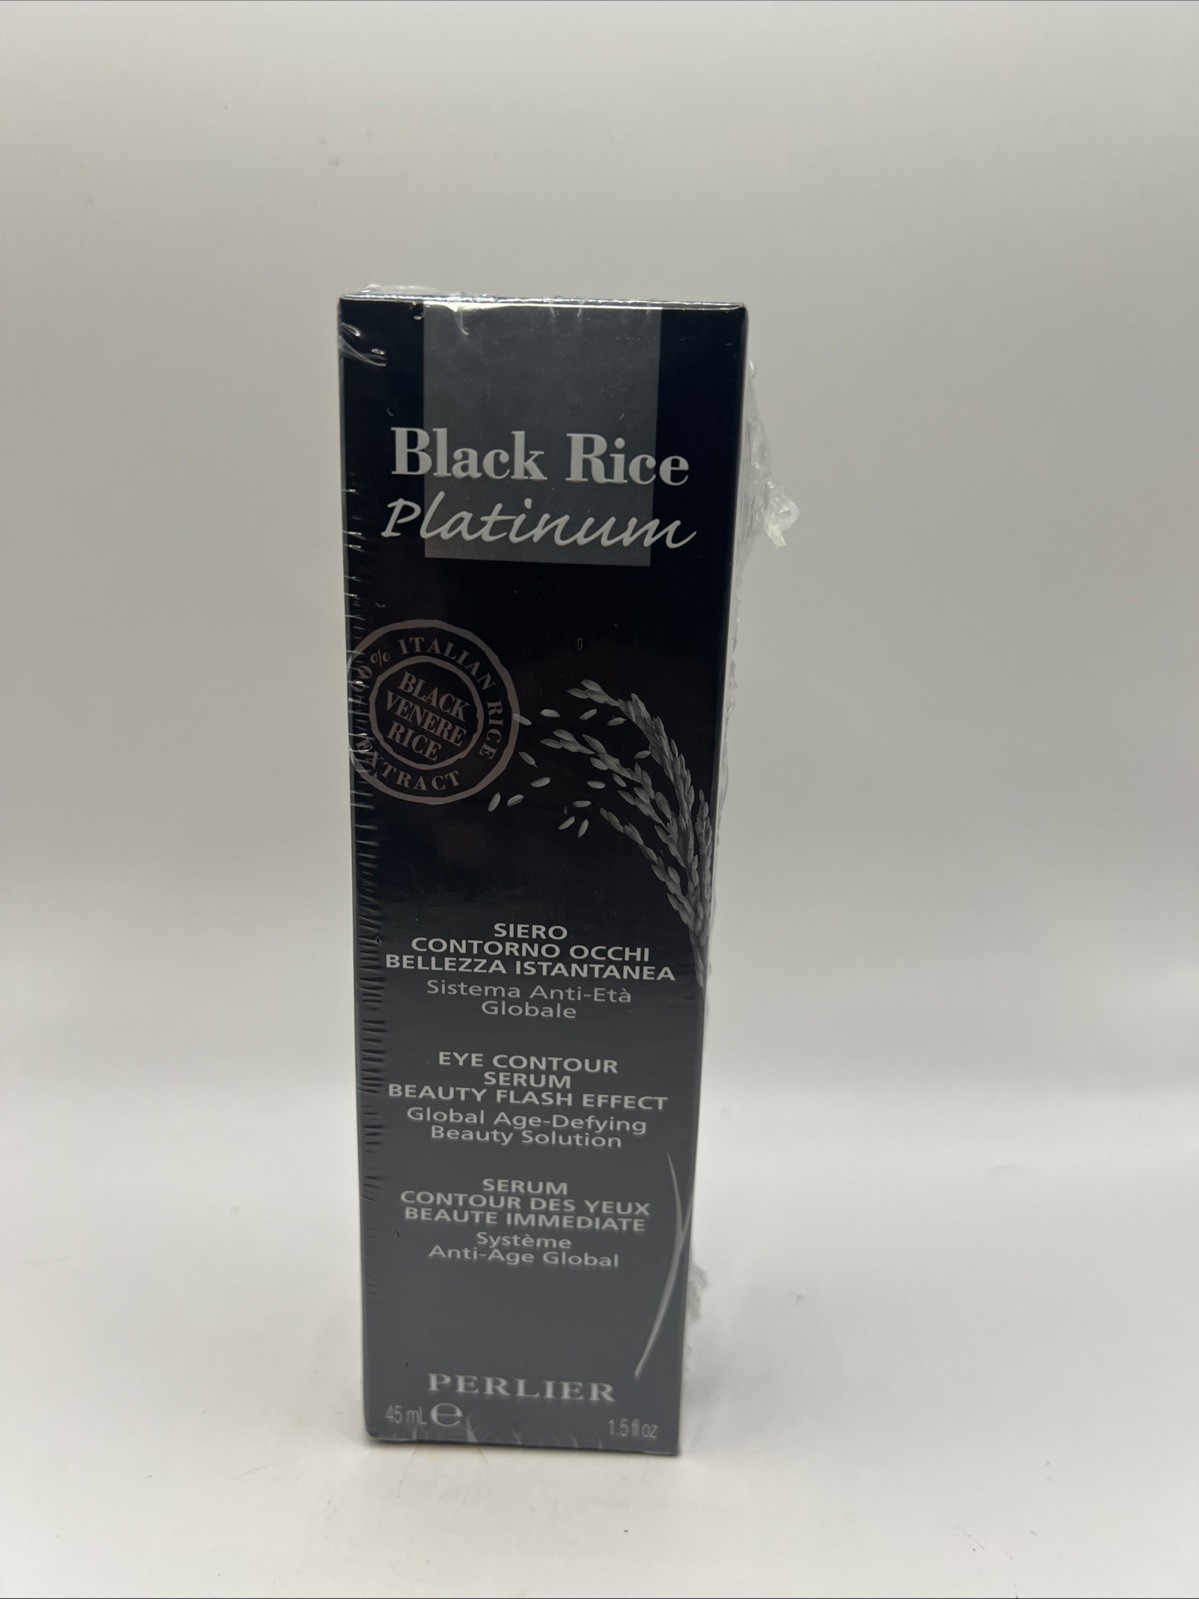 Black Rice
Platinum
100% ITALIAN RICE EXTRACT
BLACK
VENERE
RICE
SIERO
CONTORNO OCCHI
BELLEZZA ISTANTANEA
Sistema Anti-Età
Globale
EYE CONTOUR
SERUM
BEAUTY FLASH EFFECT
Global Age-Defying
Beauty Solution
SERUM
CONTOUR DES YEUX
BEAUTE IMMEDIATE
Système
Anti-Age Global
PERLIER
45 mL ℮ 1.5 fl oz